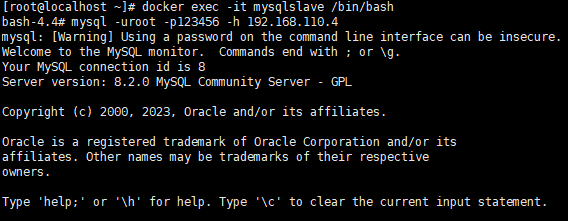 [root@localhost ~]# docker exec -it mysqlslave /bin/bash
bash-4.4# mysql -uroot -p123456 -h 192.168.110.4
mysql: [Warning] Using a password on the command line interface can be insecure.
Welcome to the MySQL monitor.  Commands end with ; or \g.
Your MySQL connection id is 8
Server version: 8.2.0 MySQL Community Server - GPL

Copyright (c) 2000, 2023, Oracle and/or its affiliates.

Oracle is a registered trademark of Oracle Corporation and/or its
affiliates. Other names may be trademarks of their respective
owners.

Type 'help;' or '\h' for help. Type '\c' to clear the current input statement.